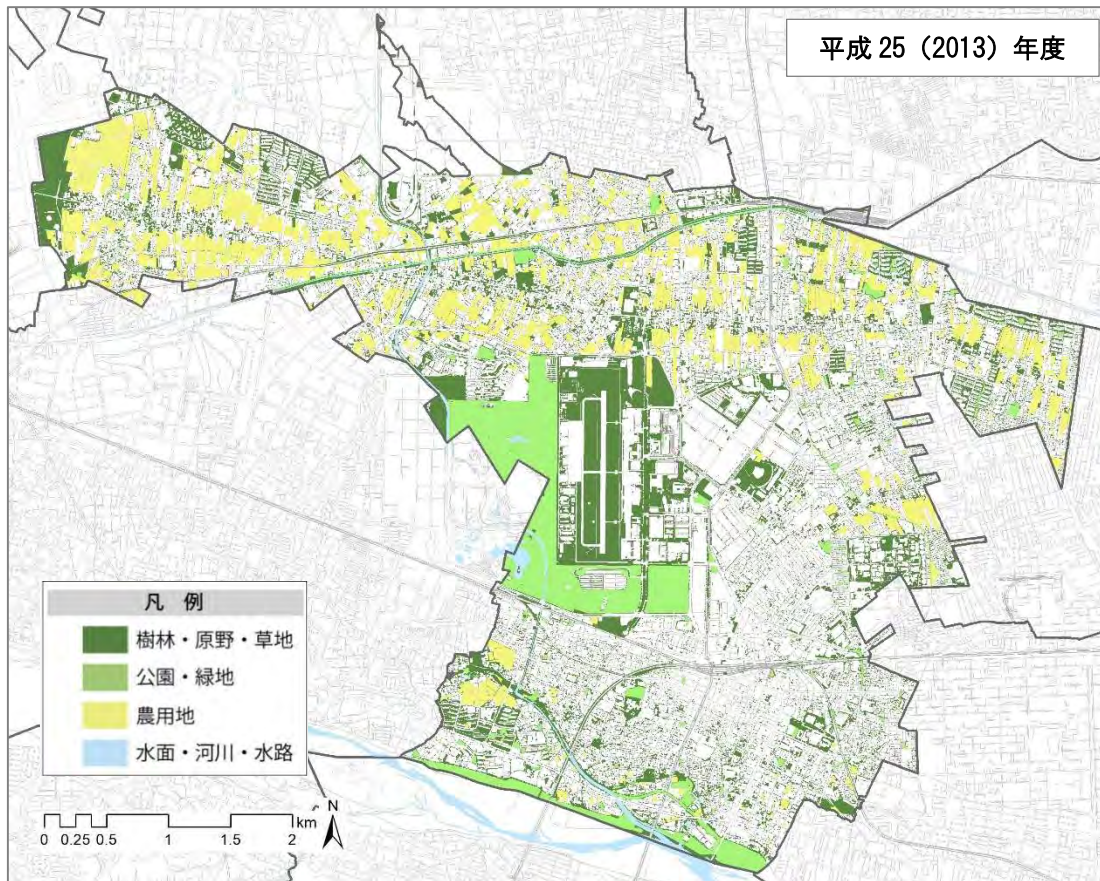 平成 25（2013）年度
凡 例
樹林・原野・草地
公園・緑地
農用地
水面・河川・水路
N
km
0 0.25 0.5 1 1.5 2